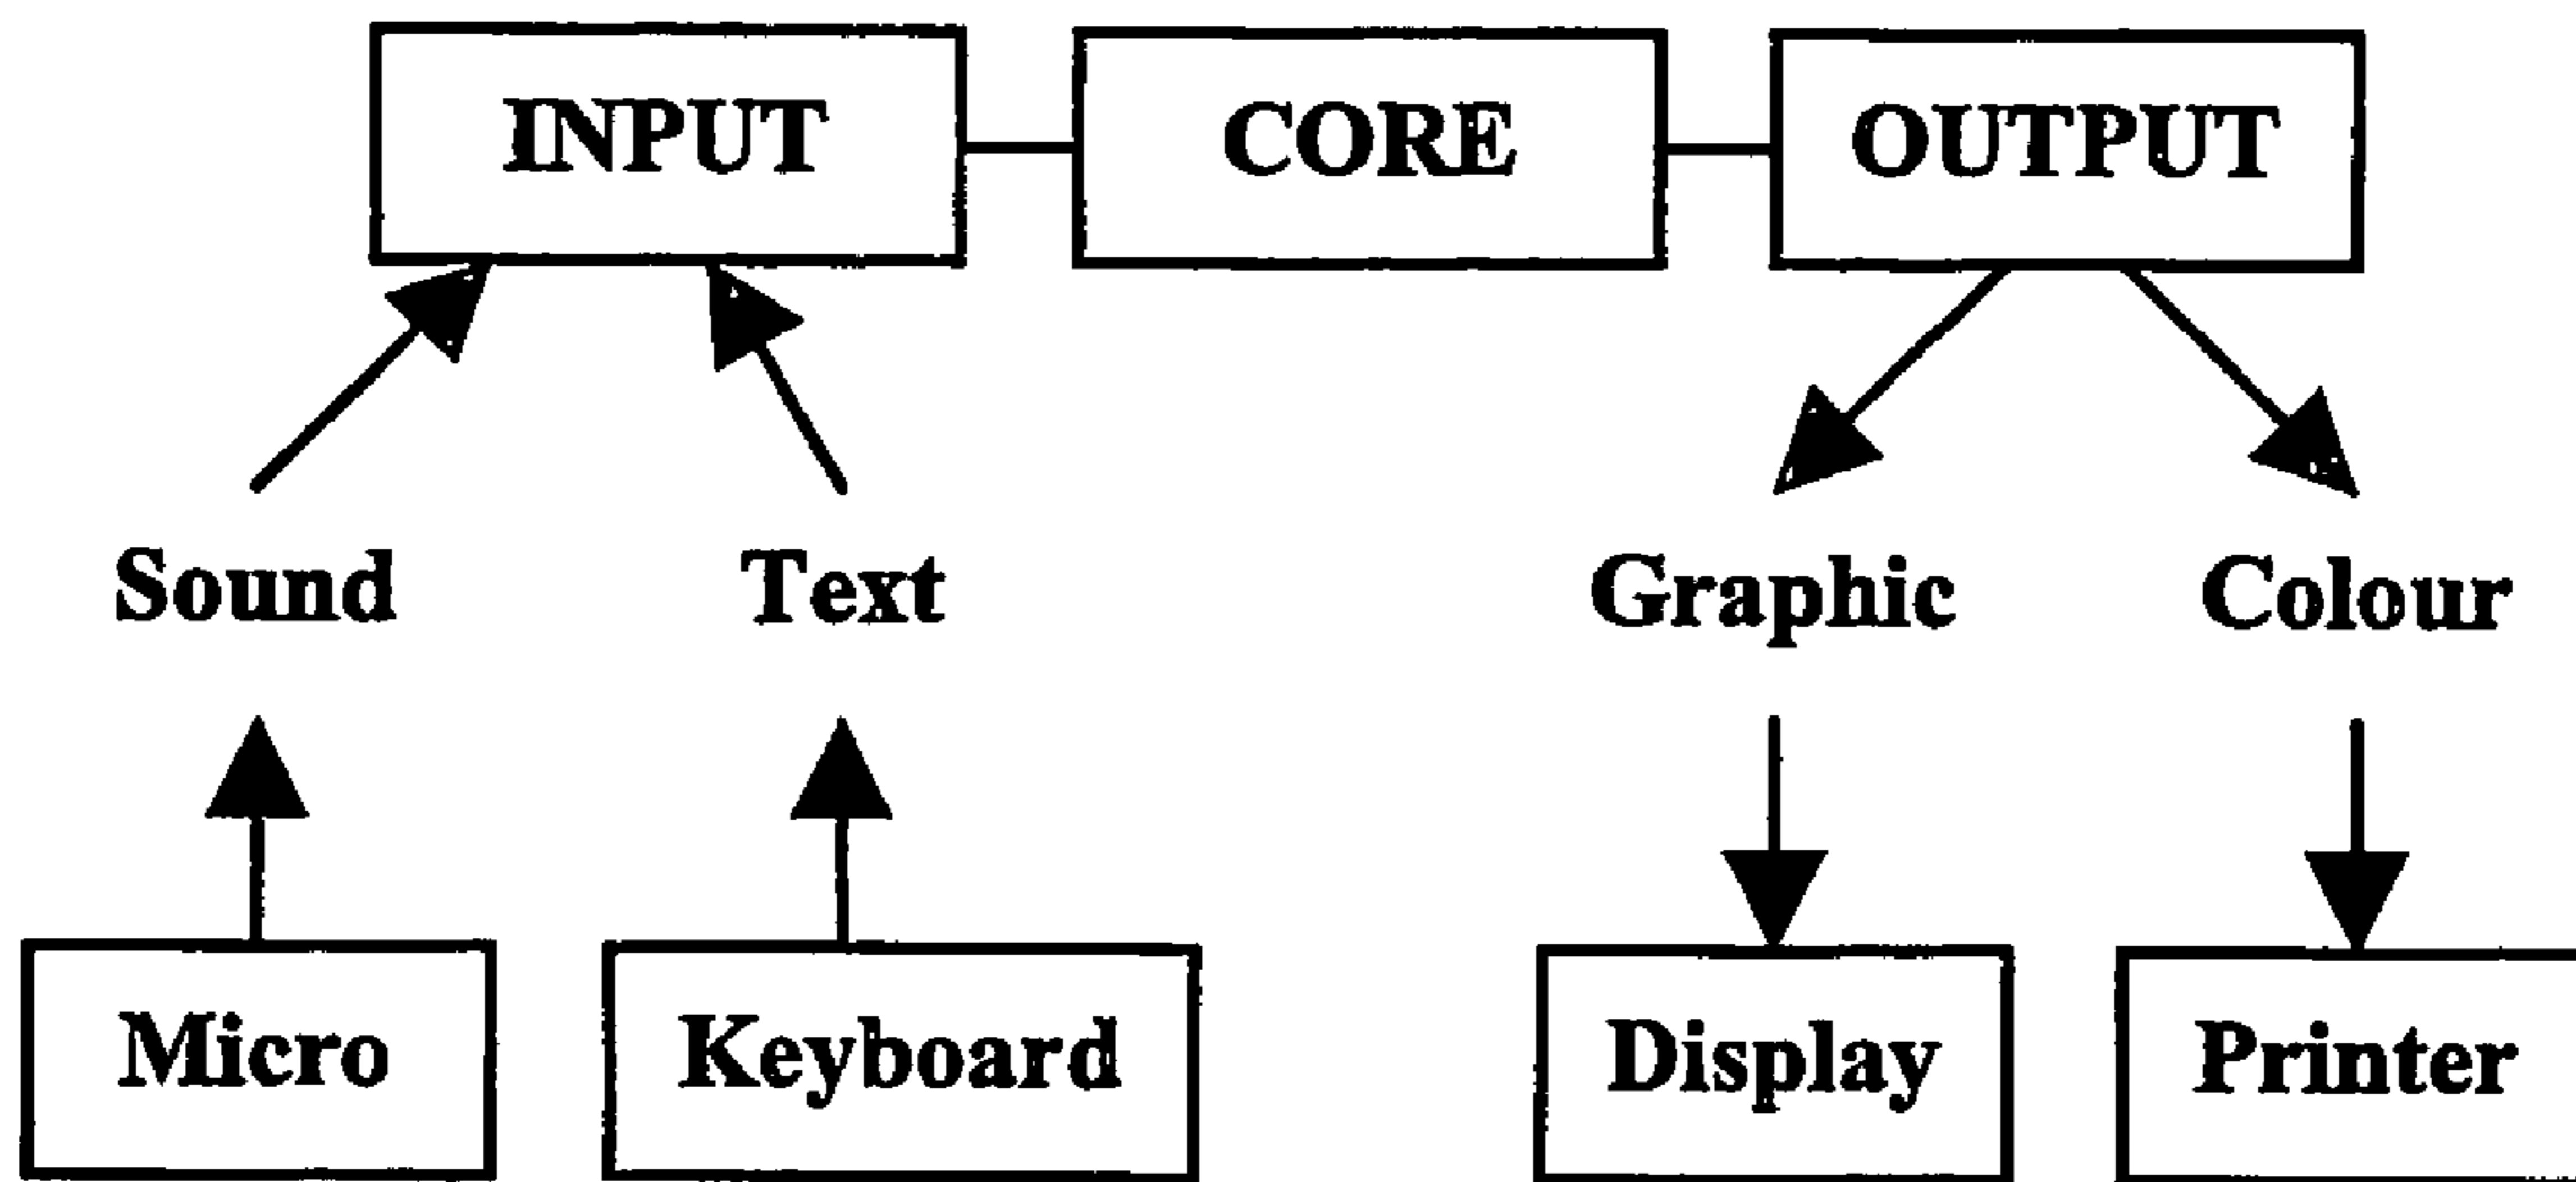 INPUT CORE OUTPUT
Sound Text Graphic Colour
Micro Keyboard Display Printer